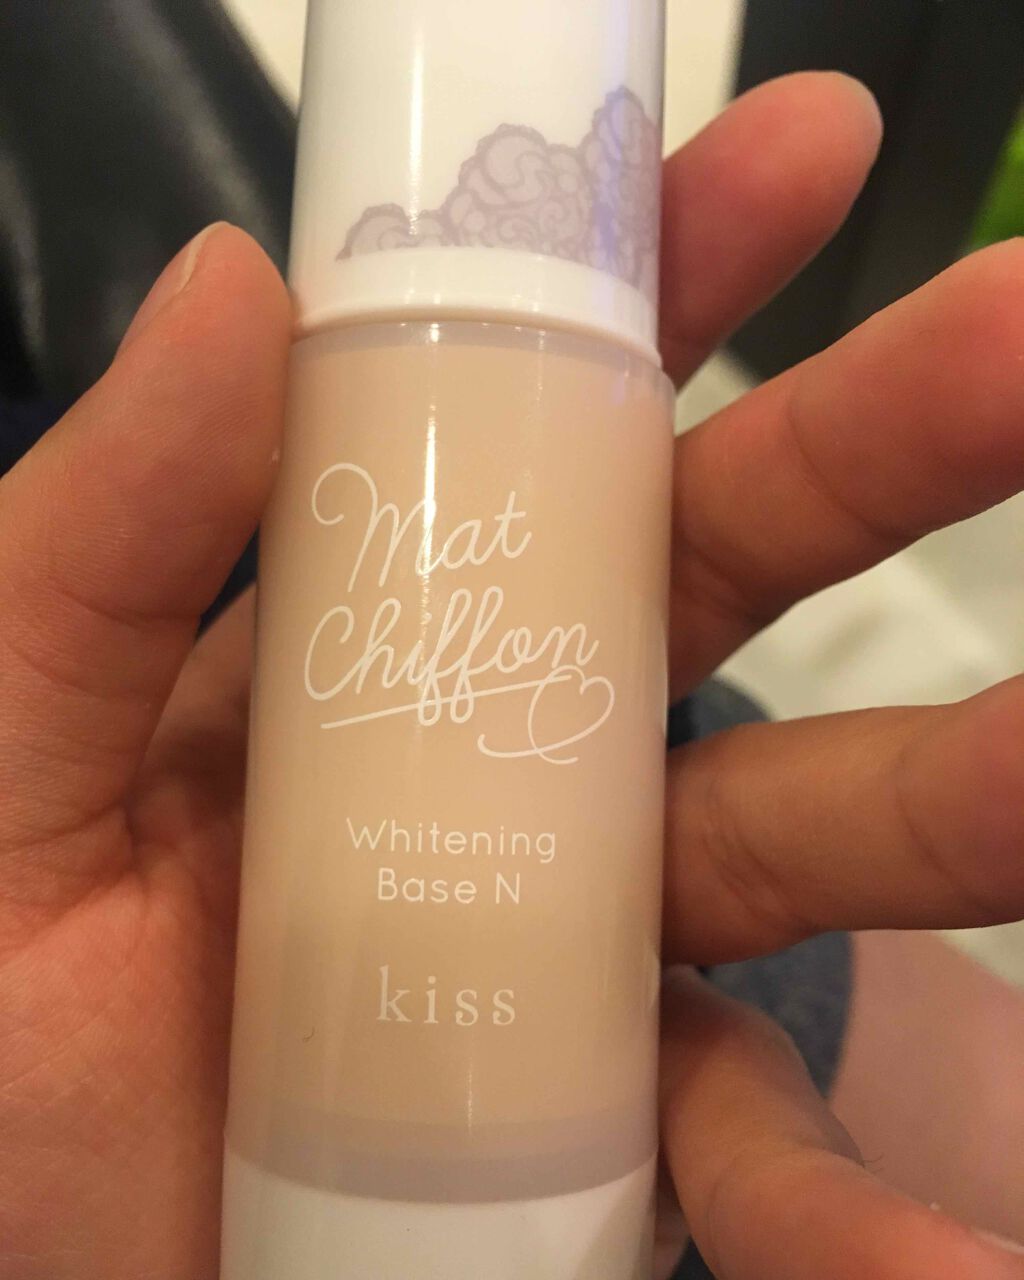 Mat
Chiffon
Whitening
Base N
kiss